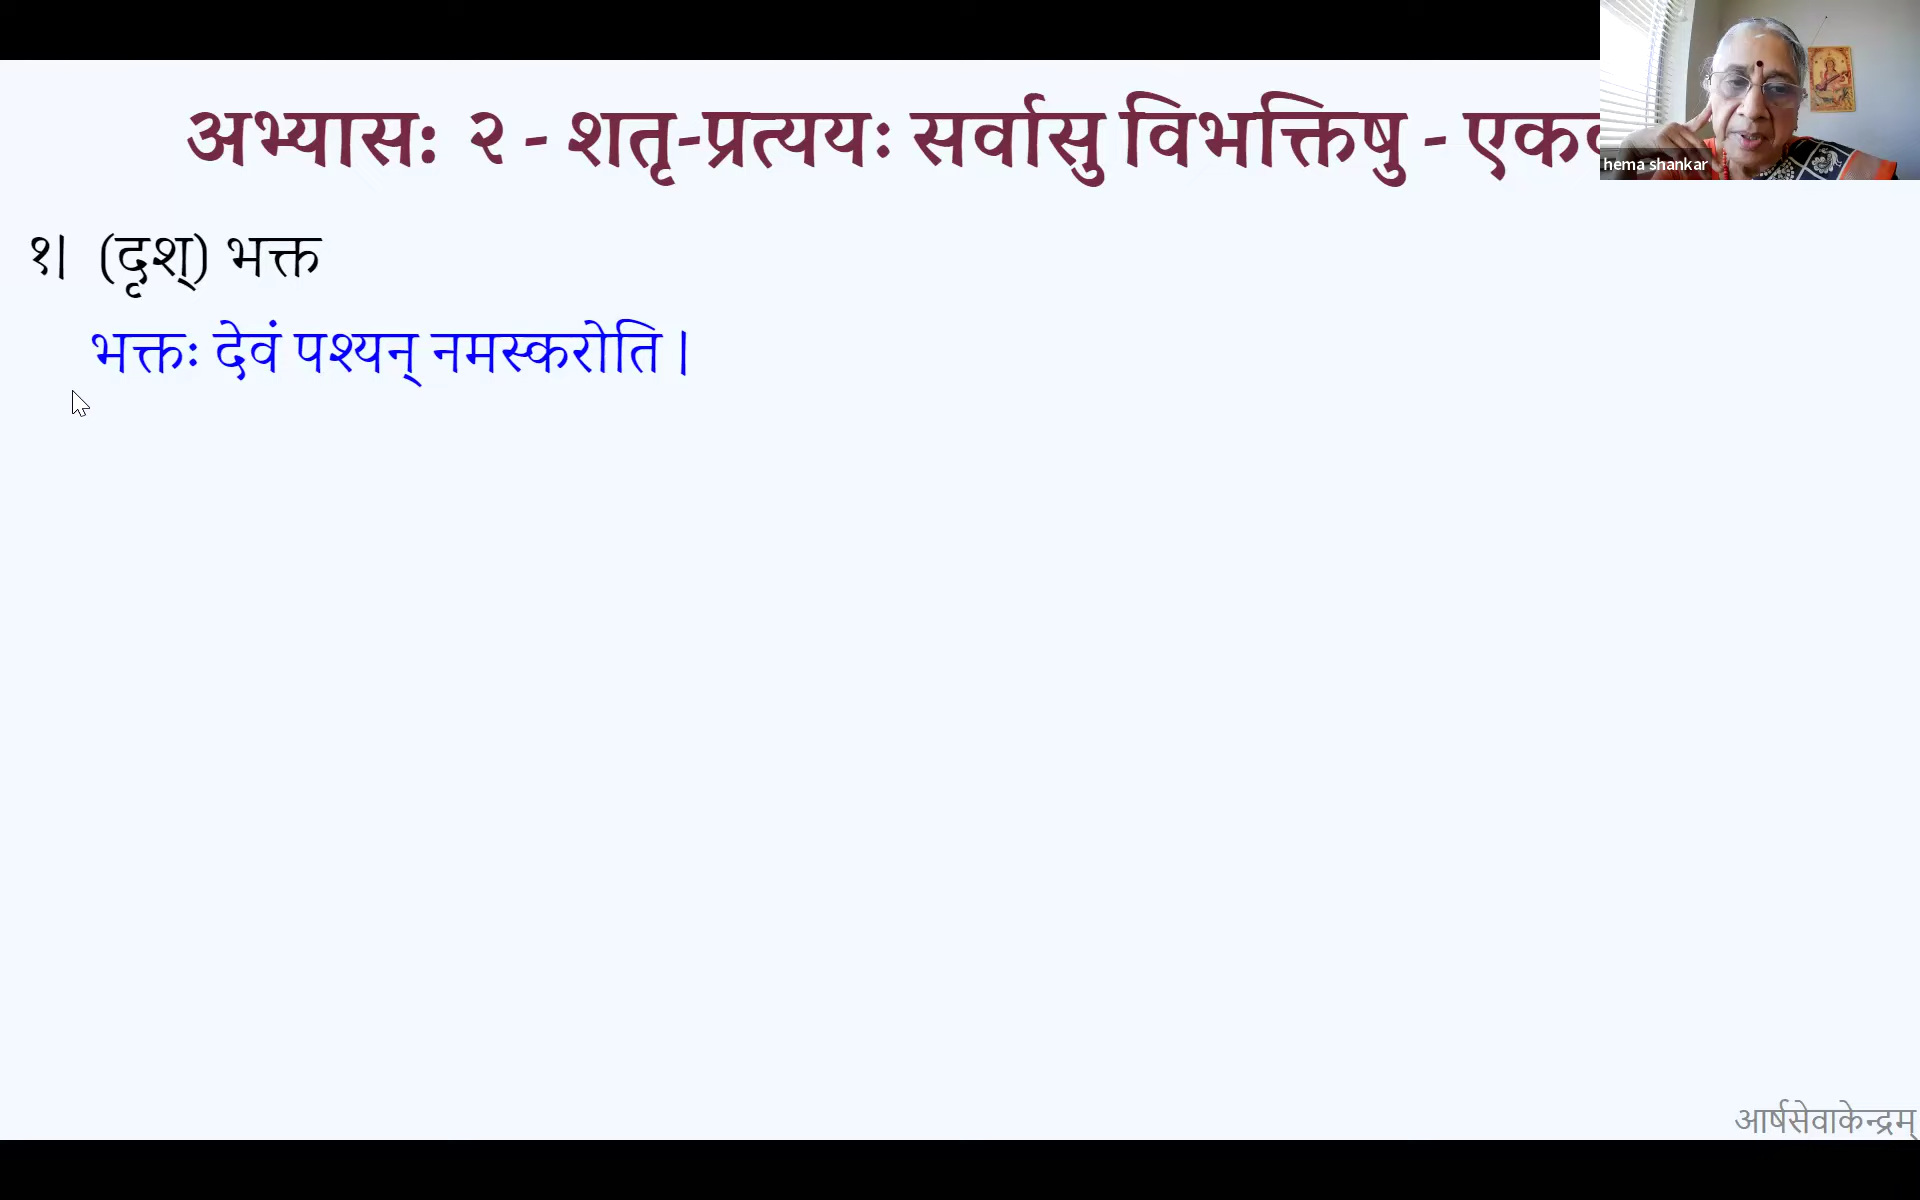 अभ्यासः २ - शतृ-प्रत्ययः सर्वासु विभक्तिषु -
hema shankar
१। (दृश्) भक्त
भक्तः देवं पश्यन् नमस्करोति ।
आर्षसेवाकेन्द्रम्